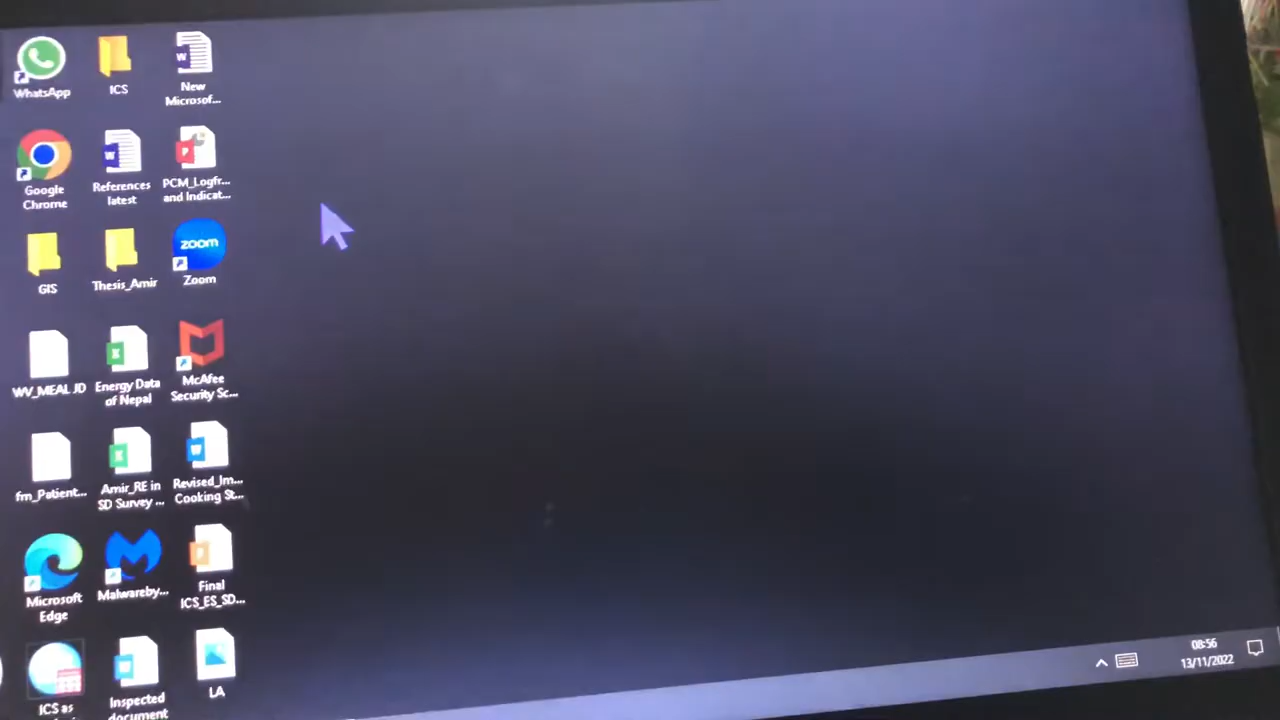 WhatsApp
ICS
New
Microsof...
Google
Chrome
References
latest
PCM_Logfr...
and Indicat...
GIS
Thesis_Amir
zoom
Zoom
WV_MEAL JD
Energy Data
of Nepal
McAfee
Security Sc...
fm_Patient...
Amir_RE in
SD Survey ...
Revised_Im...
Cooking St...
Microsoft
Edge
Malwareby...
Final
ICS_ES_SD...
ICS as
Inspected
document
LA
08:56
13/11/2022